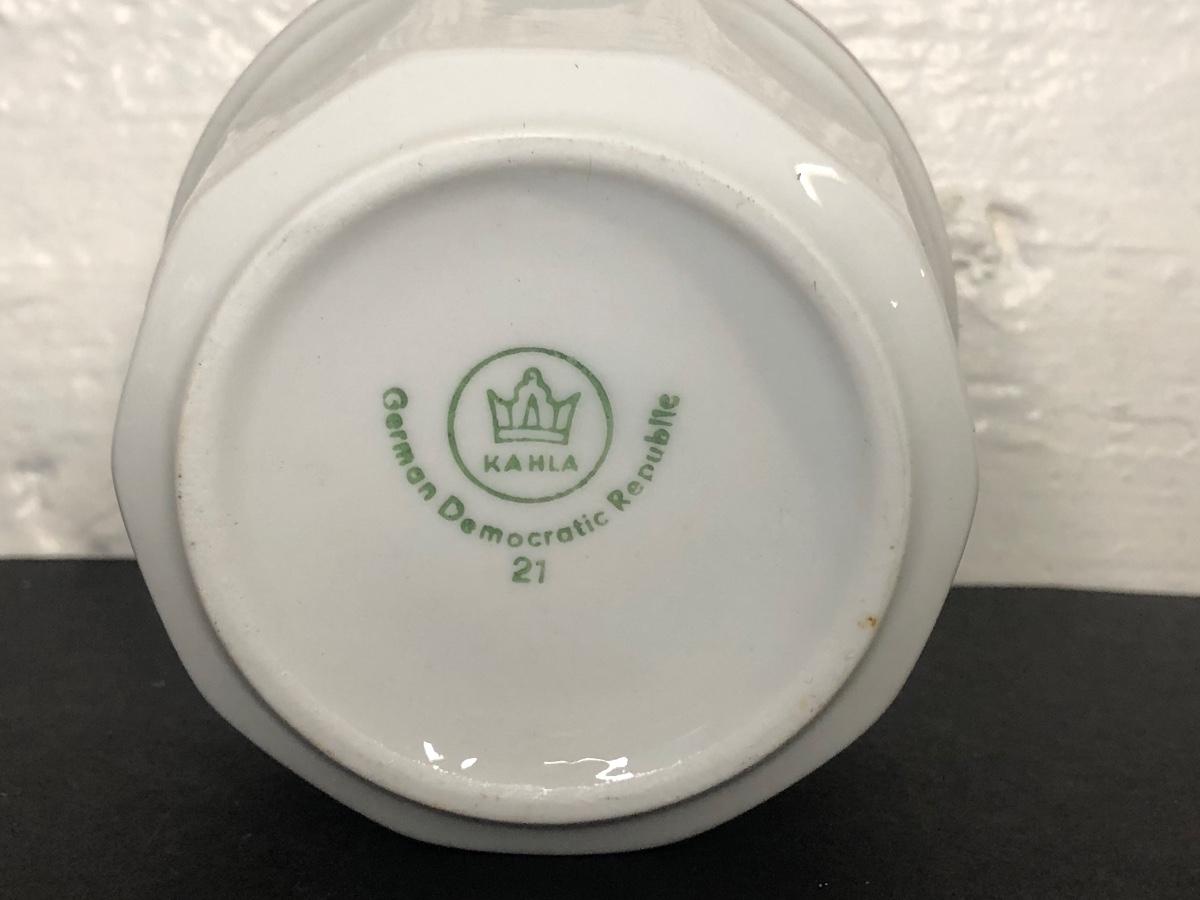 KAHLA
German Democratic Republic
21